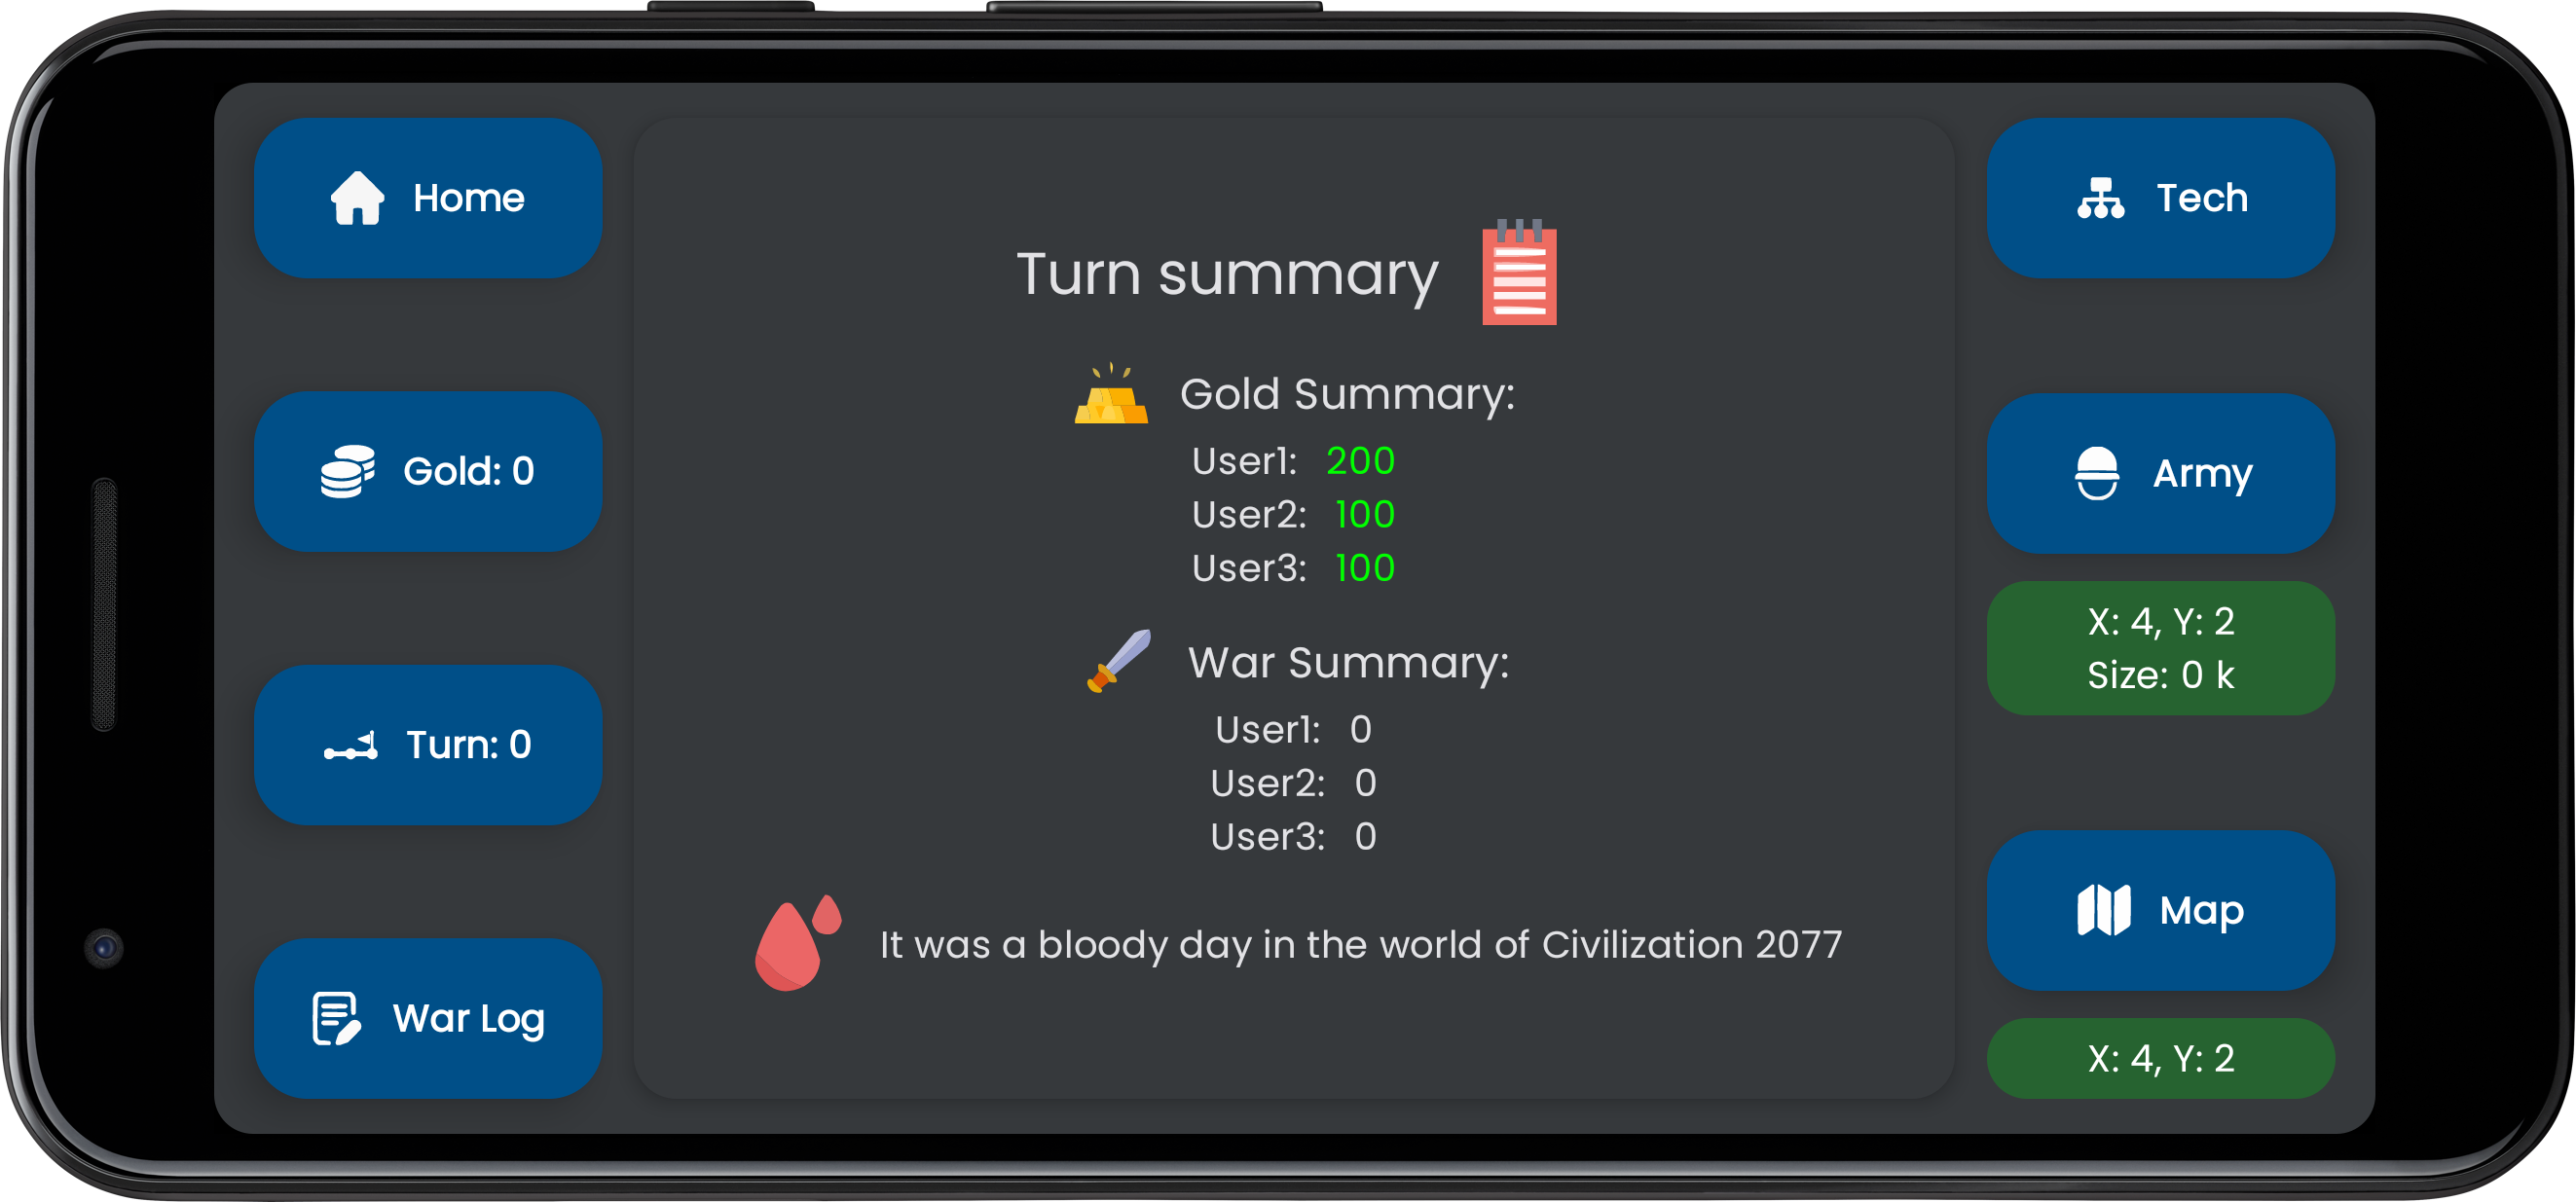 Home
Gold: 0
Turn: 0
War Log
Turn summary
Gold Summary:
User1: 200
User2: 100
User3: 100
War Summary:
User1: 0
User2: 0
User3: 0
It was a bloody day in the world of Civilization 2077
Tech
Army
X: 4, Y: 2
Size: 0 k
Map
X: 4, Y: 2